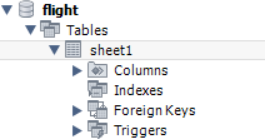 flight
Tables
sheet1
Columns
Indexes
Foreign Keys
Triggers